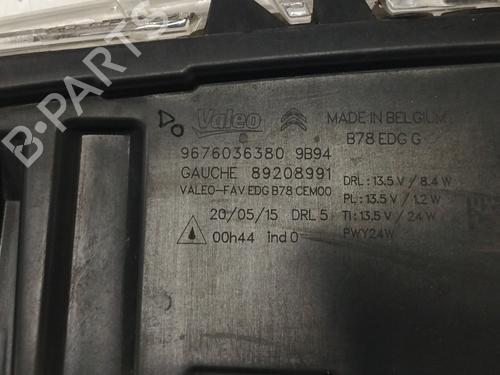 Valeo
MADE IN BELGIUM
B78 EDG G
9676036380 9B94
GAUCHE 89208991
VALEO-FAV EDG B78 CEM00
DRL : 13.5 V / 8.4 W
PL : 13.5 V / 1.2 W
20/05/15 DRL 5
TI : 13.5 V / 24 W
00h44 ind 0
PWY24W
B-PARTS